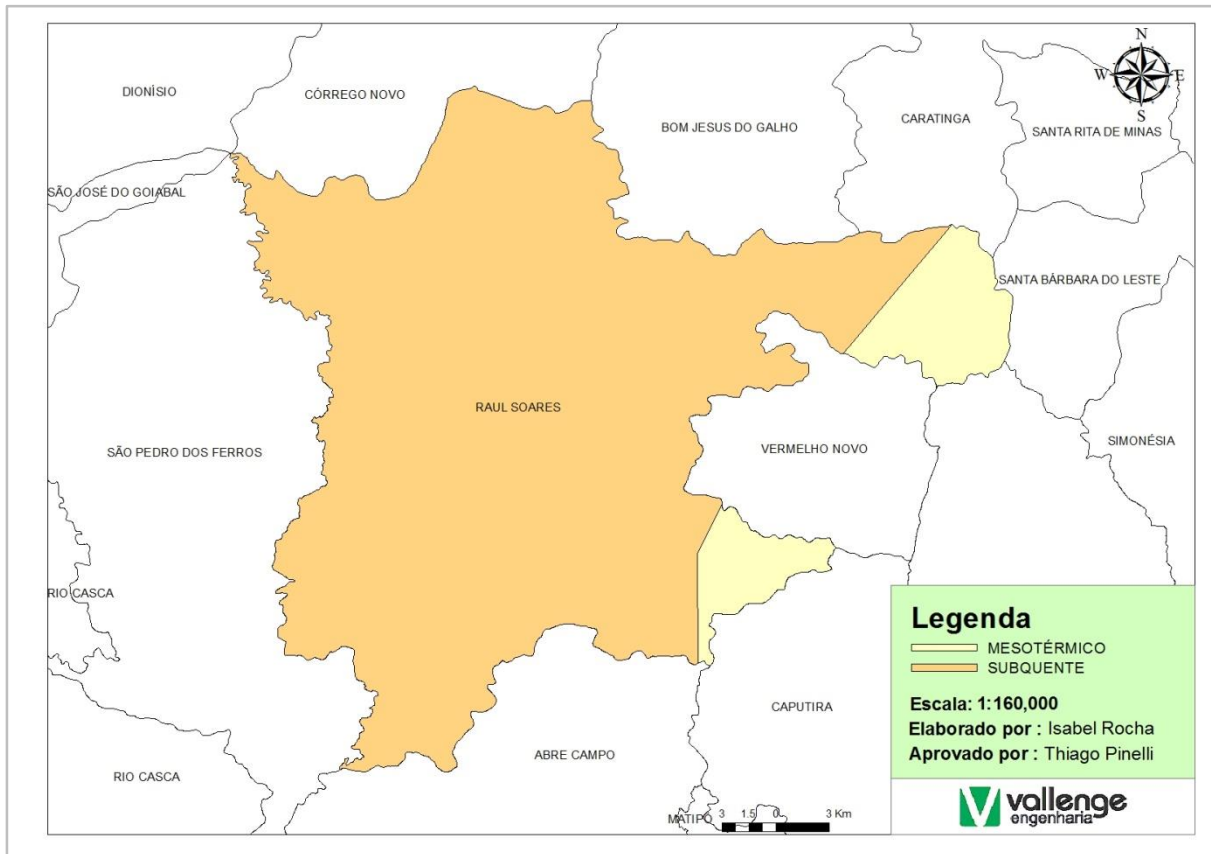 N
W
E
S
DIONÍSIO
CÓRREGO NOVO
BOM JESUS DO GALHO
CARATINGA
SANTA RITA DE MINAS
SÃO JOSÉ DO GOIABAL
SANTA BÁRBARA DO LESTE
RAUL SOARES
SÃO PEDRO DOS FERROS
VERMELHO NOVO
SIMONÉSIA
RIO CASCA
CAPUTIRA
ABRE CAMPO
RIO CASCA
MATIPÓ
3 1.5 0 3 Km
Legenda
MESOTÉRMICO
SUBQUENTE
Escala: 1:160,000
Elaborado por : Isabel Rocha
Aprovado por : Thiago Pinelli
vallenge
engenharia